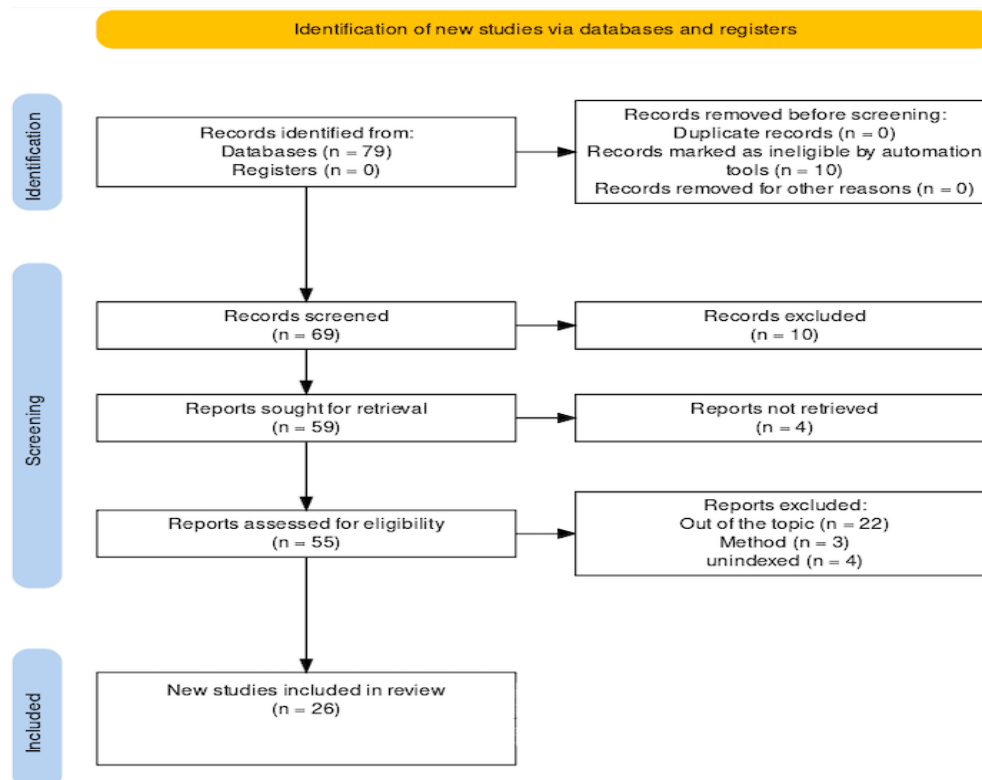 Identification of new studies via databases and registers
Identification
Records identified from:
Databases (n = 79)
Registers (n = 0)
Records removed before screening:
Duplicate records (n = 0)
Records marked as ineligible by automation
tools (n = 10)
Records removed for other reasons (n = 0)
Screening
Records screened
(n = 69)
Records excluded
(n = 10)
Reports sought for retrieval
(n = 59)
Reports not retrieved
(n = 4)
Reports assessed for eligibility
(n = 55)
Reports excluded:
Out of the topic (n = 22)
Method (n = 3)
unindexed (n = 4)
Included
New studies included in review
(n = 26)